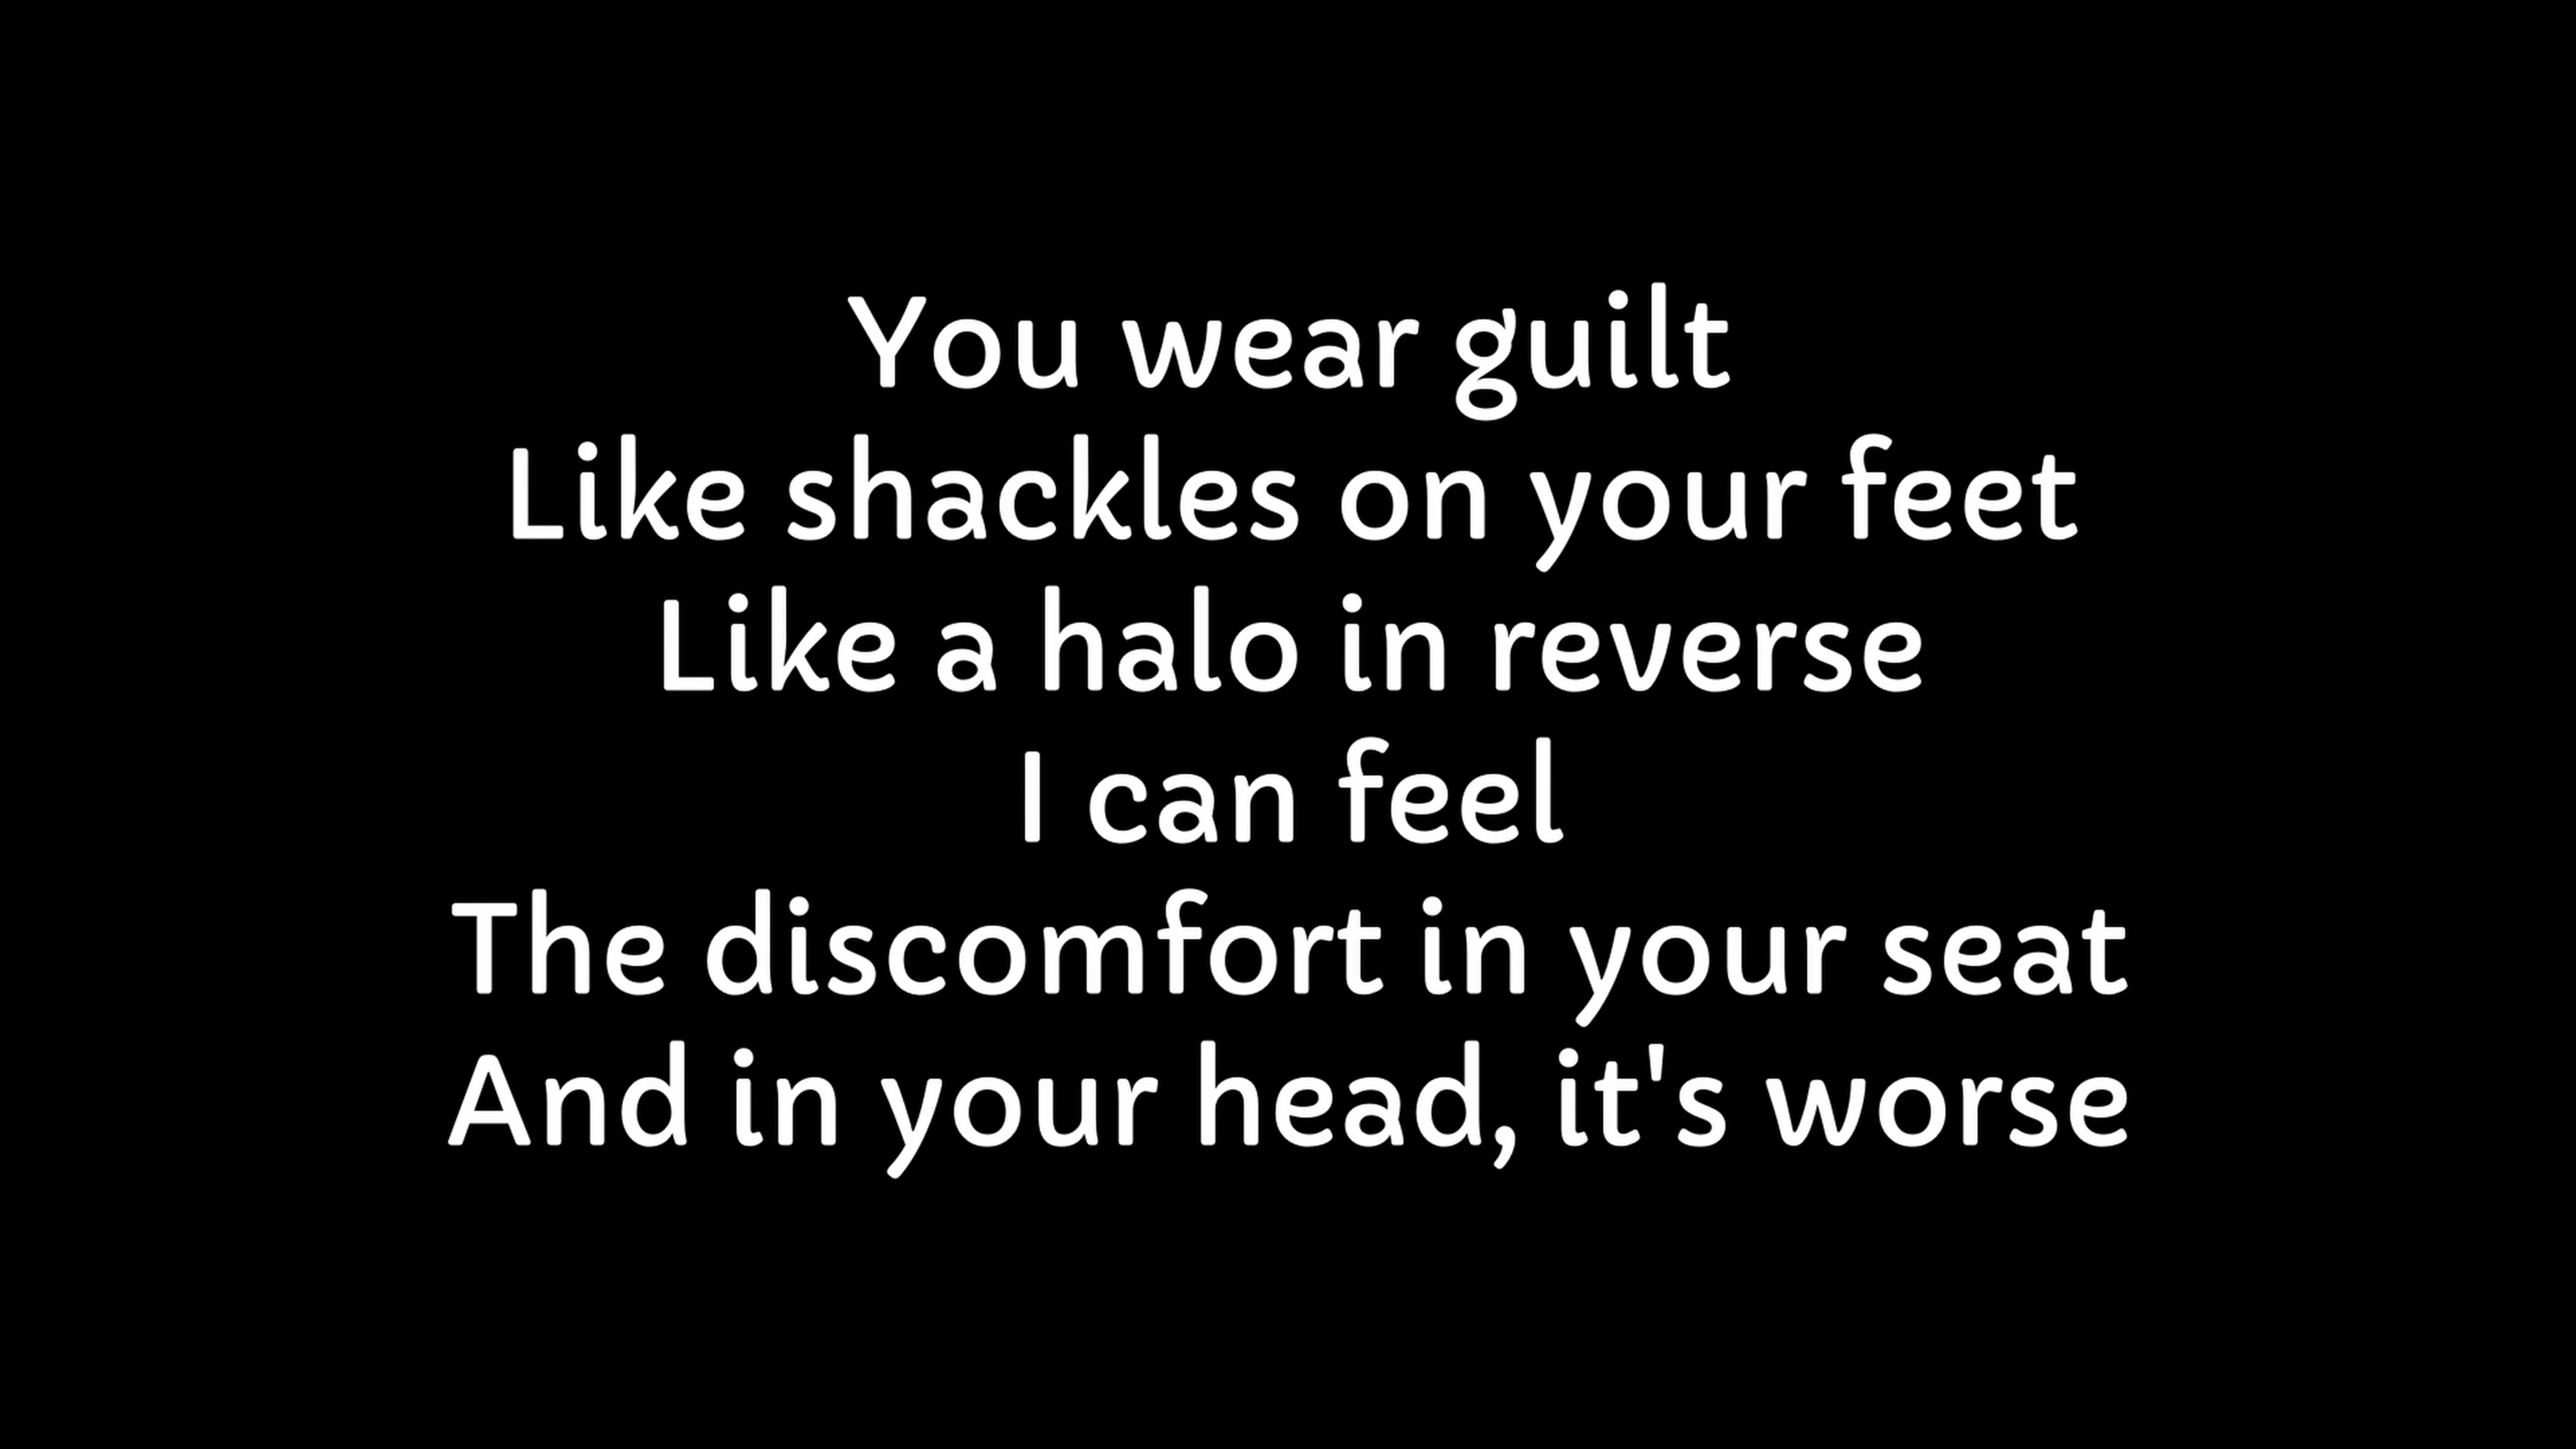 You wear guilt
Like shackles on your feet
Like a halo in reverse
I can feel
The discomfort in your seat
And in your head, it's worse